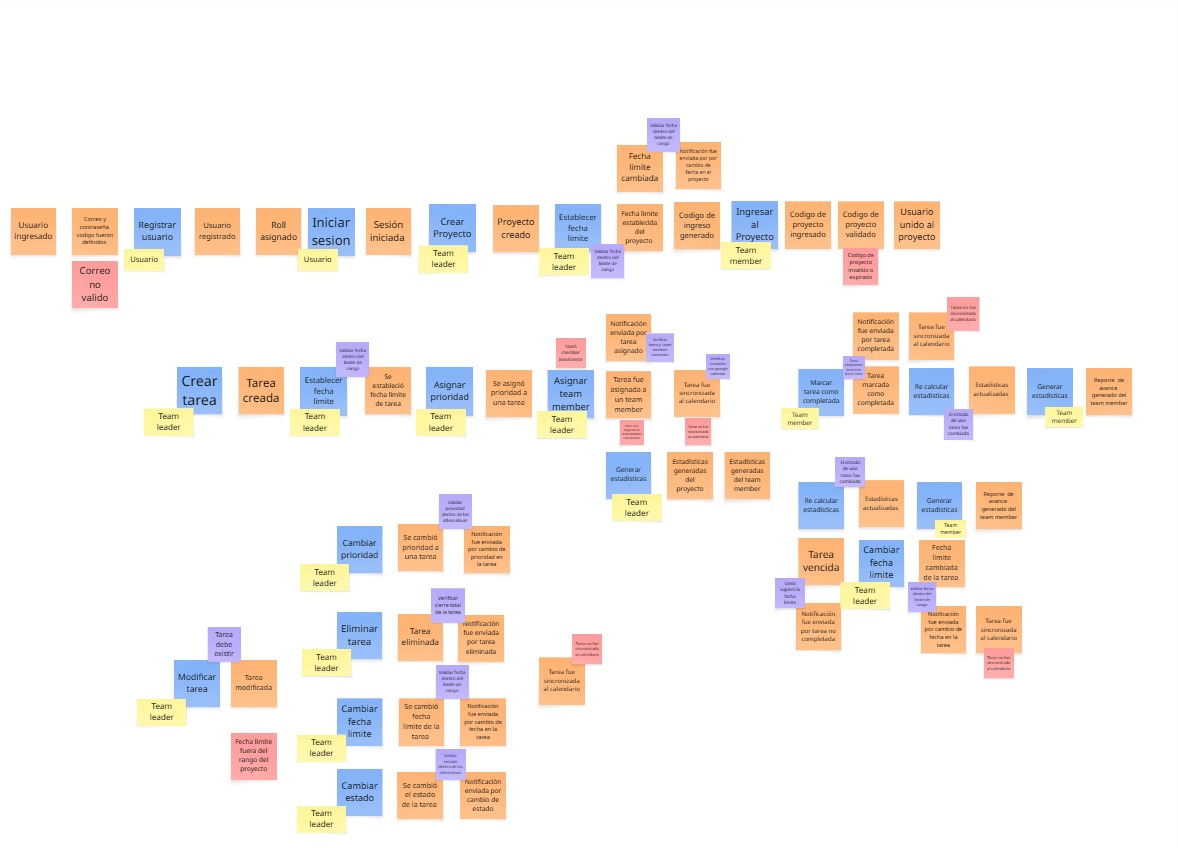 Validar fecha
dentro del
limite de
rango
Fecha
limite
cambiada
Notificación fue
enviada por por
cambio de
fecha en el
proyecto
Usuario
ingresado
Correo y
contraseña
codigo fueron
definidos
Correo
no
valido
Registrar
usuario
Usuario
Usuario
registrado
Roll
asignado
Iniciar
sesion
Usuario
Sesión
iniciada
Crear
Proyecto
Team
leader
Proyecto
creado
Establecer
fecha
limite
Team
leader
Validar fecha
dentro del
limite de
rango
Fecha limite
establecida
del
proyecto
Codigo de
ingreso
generado
Ingresar
al
Proyecto
Team
member
Codigo de
proyecto
ingresado
Codigo de
proyecto
validado
Codigo de
proyecto
invalido o
expirado
Usuario
unido al
proyecto
Crear
tarea
Team
leader
Tarea
creada
Validar fecha
dentro del
limite de
rango
Establecer
fecha
limite
Team
leader
Se
estableció
fecha limite
de tarea
Asignar
prioridad
Team
leader
Se asignó
prioridad a
una tarea
Team
member
inexistente
Asignar
team
member
Team
leader
Notificación
enviada por
tarea
asignado
Tarea fue
asignada a
un team
member
Tarea fue
sincronizada
al calendario
Tarea no fue
sincronizada
al calendario
Generar
estadísticas
Team
leader
Estadísticas
generadas
del
proyecto
Estadísticas
generadas
del team
member
Notificación
fue enviada
por tarea
completada
Tarea fue
sincronizada
al calendario
Tarea no fue
sincronizada
al calendario
Marcar
tarea como
completada
Team
member
Tarea
marcada
como
completada
Re calcular
estadísticas
El estado
de una
tarea fue
cambiado
Estadísticas
actualizadas
Generar
estadísticas
Team
member
Reporte de
avance
generado del
team member
El estado
de una
tarea fue
cambiado
Re calcular
estadísticas
Estadísticas
actualizadas
Generar
estadísticas
Team
member
Reporte de
avance
generado del
team member
Tarea
vencida
Tarea
superó la
fecha
limite
Notificación
fue enviada
por tarea no
completada
Cambiar
fecha
limite
Team
leader
Fecha
limite
cambiada
de la tarea
Validar fecha
dentro del
limite de
rango
Notificación
fue enviada
por cambio de
fecha en la
tarea
Tarea fue
sincronizada
al calendario
Tarea no fue
sincronizada
al calendario
Validar
prioridad
dentro de las
alternativas
Cambiar
prioridad
Team
leader
Se cambió
prioridad a
una tarea
Notificación
fue enviada
por cambio de
prioridad en
la tarea
Verificar
cierre total
de la tarea
Eliminar
tarea
Team
leader
Tarea
eliminada
Notificación
fue enviada
por tarea
eliminada
Tarea
debe
existir
Modificar
tarea
Team
leader
Tarea
modificada
Fecha limite
fuera del
rango del
proyecto
Tarea no fue
sincronizada
al calendario
Tarea fue
sincronizada
al calendario
Validar fecha
dentro del
limite de
rango
Cambiar
fecha
limite
Team
leader
Se cambió
fecha
limite de la
tarea
Notificación
fue enviada
por cambio de
fecha en la
tarea
Validar
estado
dentro de las
alternativas
Cambiar
estado
Team
leader
Se cambió
el estado
de la tarea
Notificación
enviada por
cambio de
estado